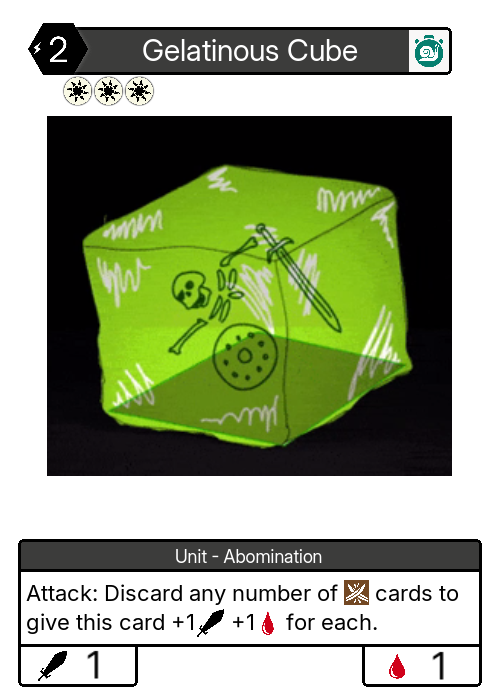 2 Gelatinous Cube
Unit - Abomination
Attack: Discard any number of cards to
give this card +1 +1 for each.
1 1